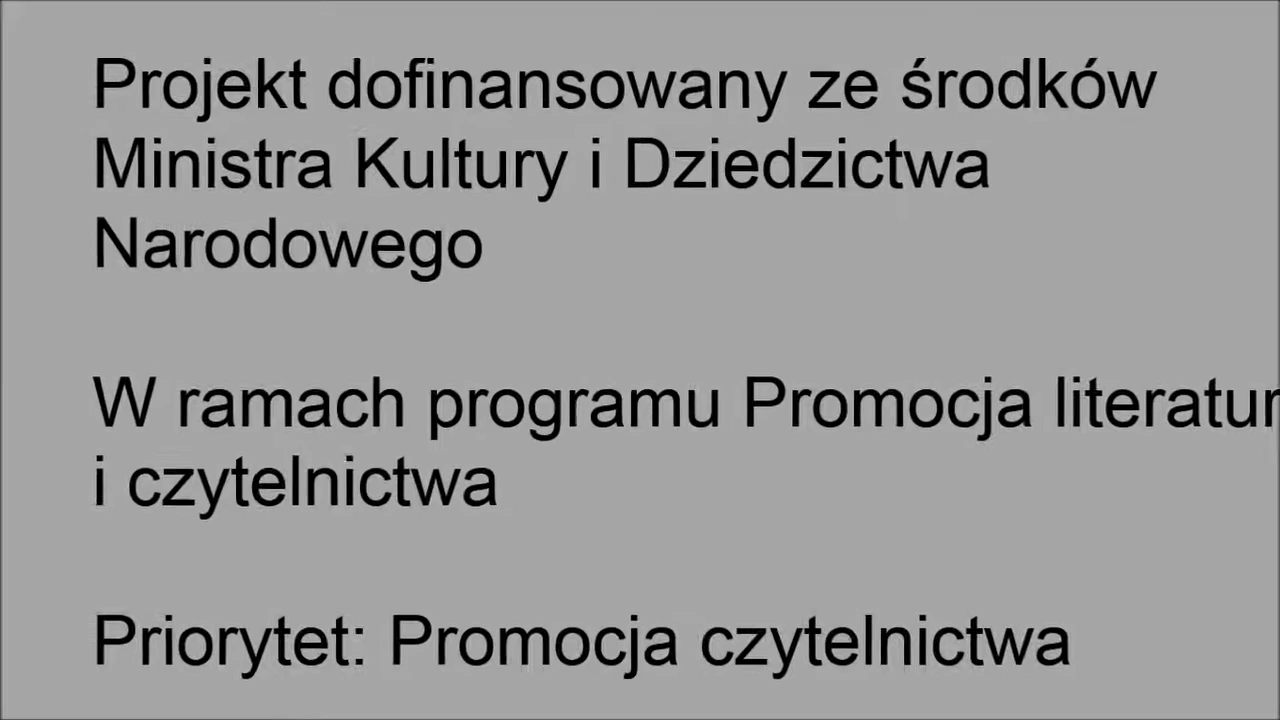 Projekt dofinansowany ze środków
Ministra Kultury i Dziedzictwa
Narodowego
W ramach programu Promocja literatur
i czytelnictwa
Priorytet: Promocja czytelnictwa